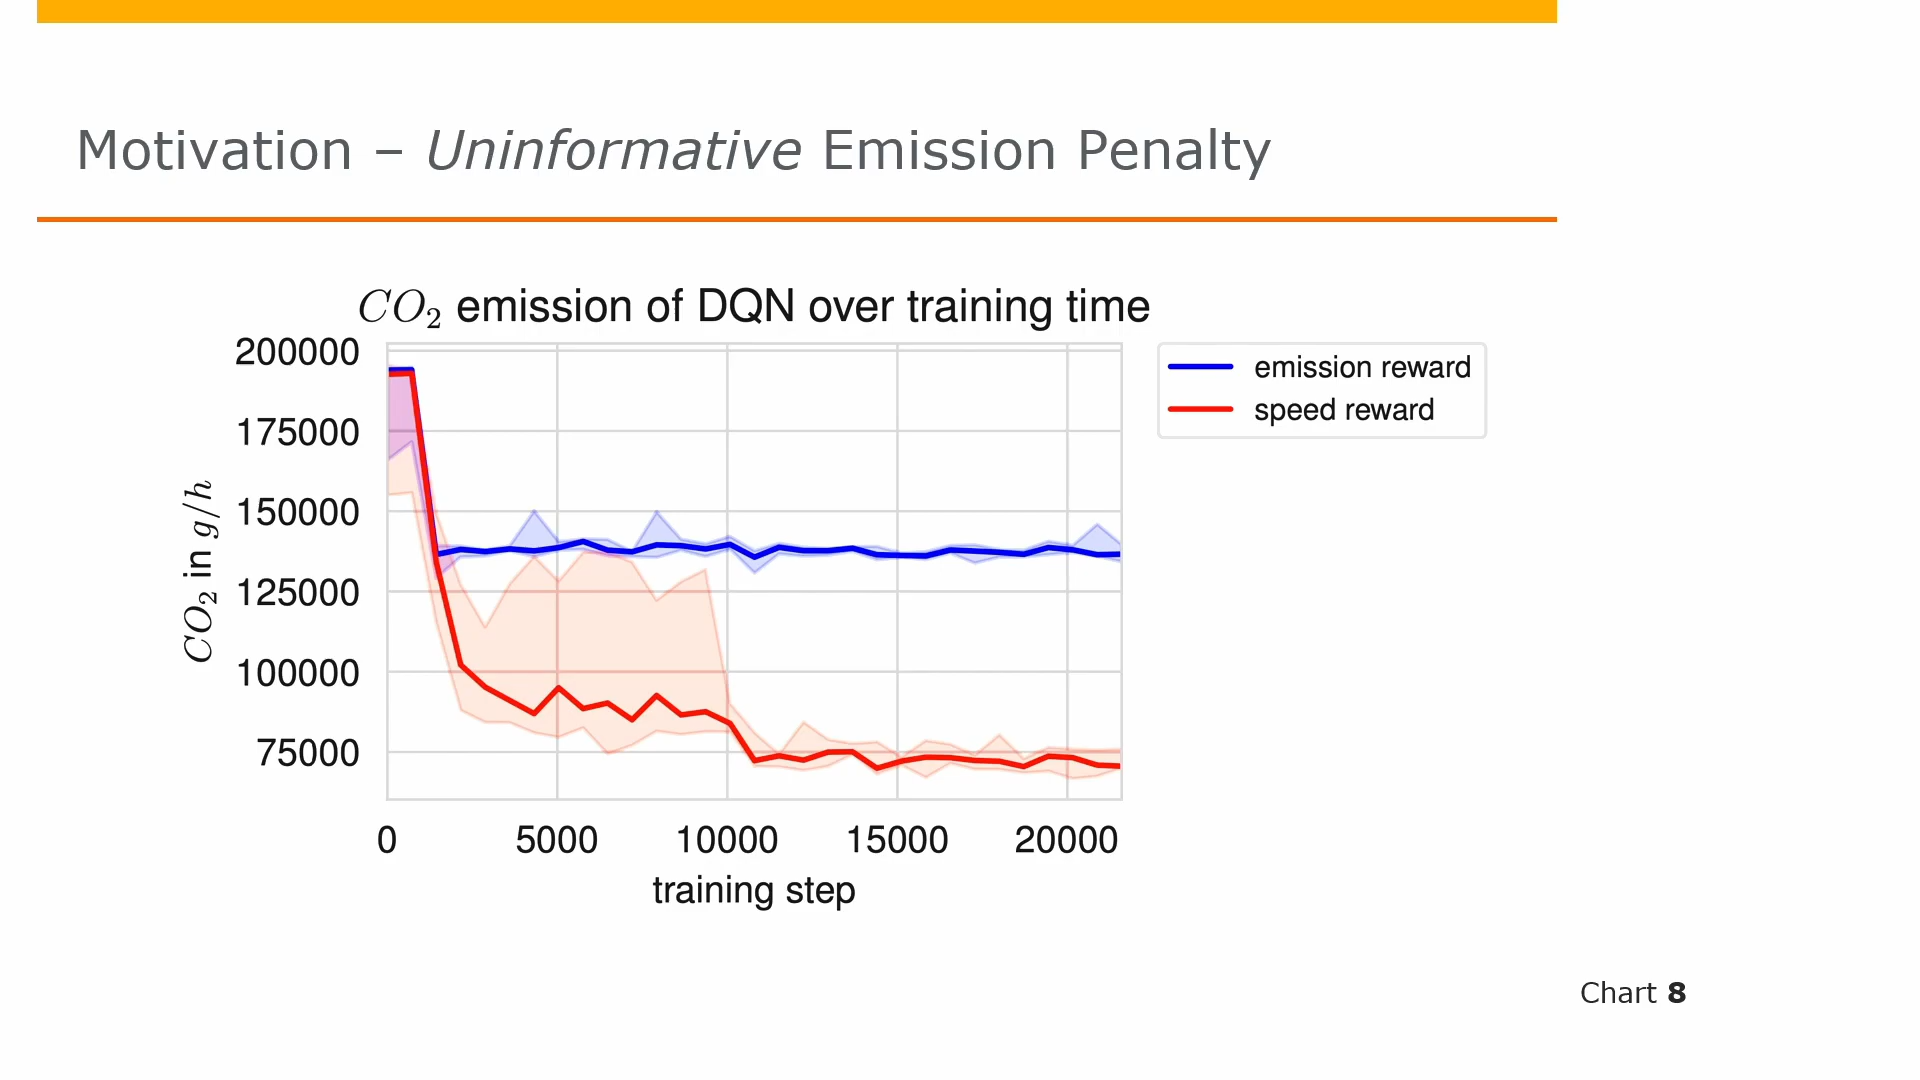 Motivation – Uninformative Emission Penalty
CO₂ emission of DQN over training time
200000
175000
150000
125000
100000
75000
CO₂ in g/h
0 5000 10000 15000 20000
training step
emission reward
speed reward
Chart 8